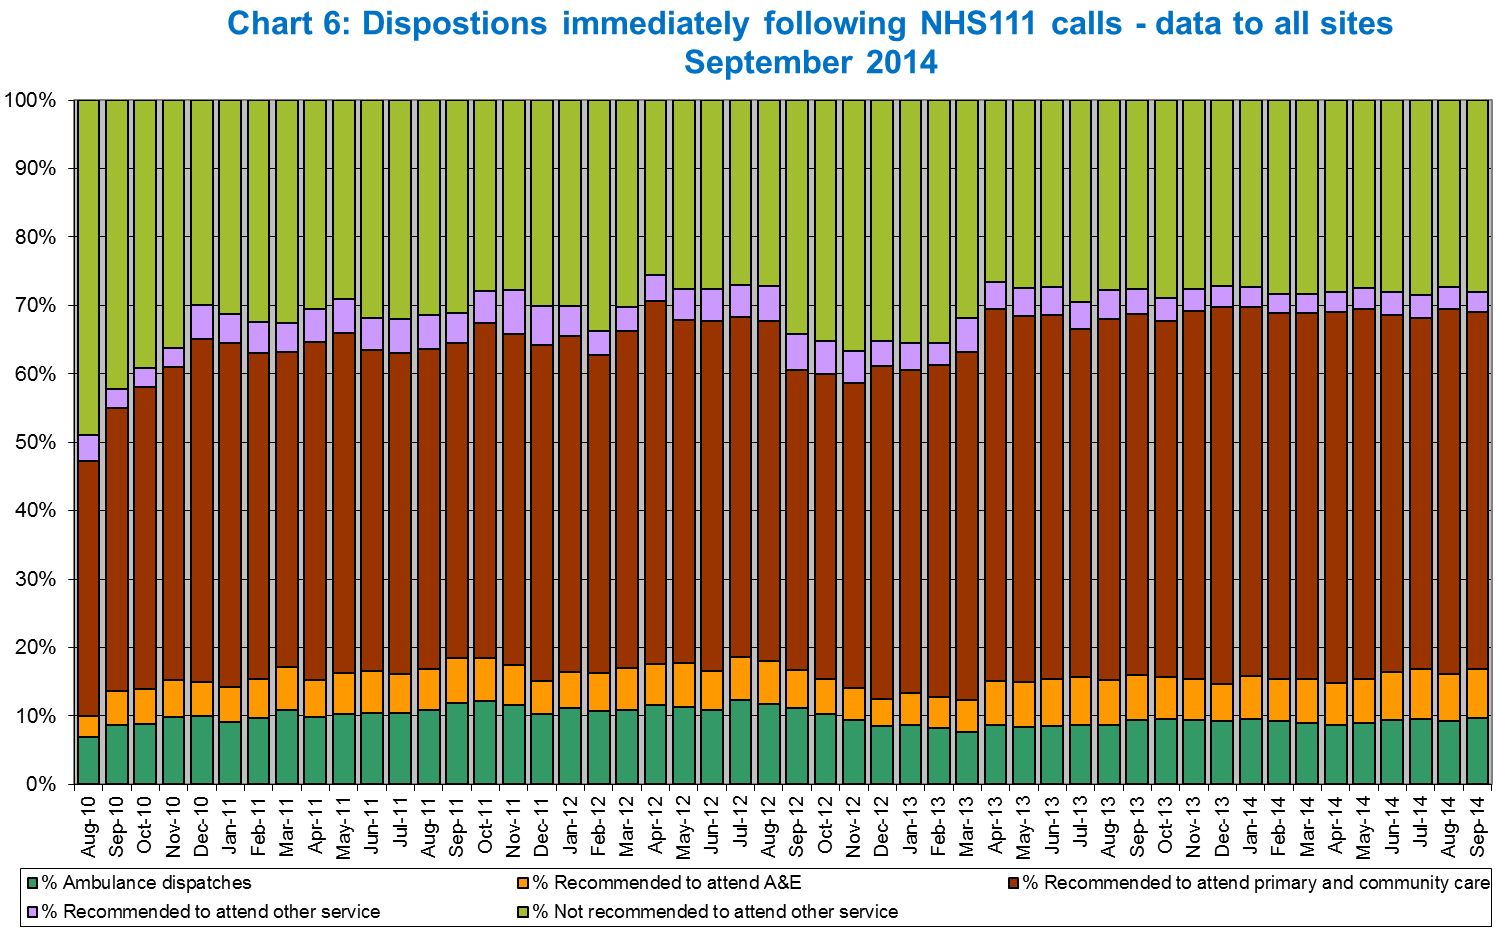 Chart 6: Dispostions immediately following NHS111 calls - data to all sites
September 2014
100%
90%
80%
70%
60%
50%
40%
30%
20%
10%
0%
Aug-10
Sep-10
Oct-10
Nov-10
Dec-10
Jan-11
Feb-11
Mar-11
Apr-11
May-11
Jun-11
Jul-11
Aug-11
Sep-11
Oct-11
Nov-11
Dec-11
Jan-12
Feb-12
Mar-12
Apr-12
May-12
Jun-12
Jul-12
Aug-12
Sep-12
Oct-12
Nov-12
Dec-12
Jan-13
Feb-13
Mar-13
Apr-13
May-13
Jun-13
Jul-13
Aug-13
Sep-13
Oct-13
Nov-13
Dec-13
Jan-14
Feb-14
Mar-14
Apr-14
May-14
Jun-14
Jul-14
Aug-14
Sep-14
% Ambulance dispatches
% Recommended to attend A&E
% Recommended to attend primary and community care
% Recommended to attend other service
% Not recommended to attend other service